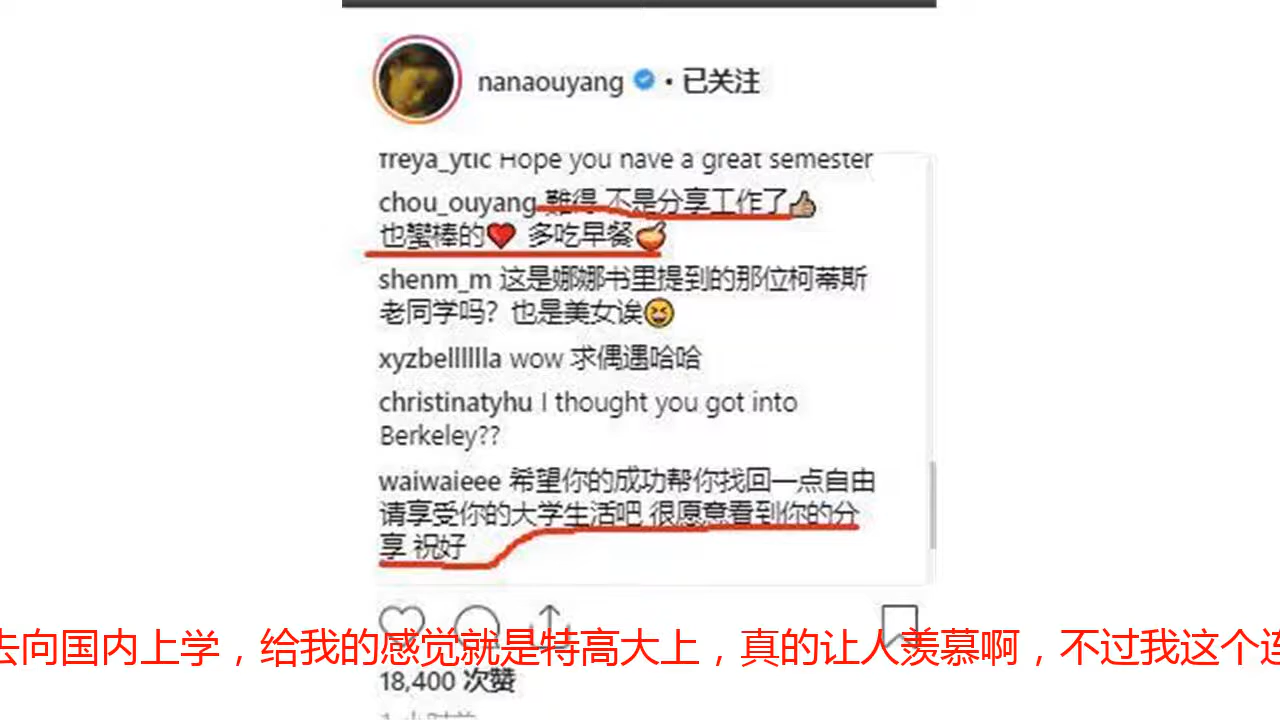 nanaouyang • 已关注
freya_ytic Hope you have a great semester
chou_ouyang 難得 不是分享工作了👍
也蠻棒的❤️ 多吃早餐🥣
shenm_m 这是娜娜书里提到的那位柯蒂斯
老同学吗？也是美女诶😆
xyzbelllllla wow 求偶遇哈哈
christinatyhu I thought you got into
Berkeley??
waiwaieee 希望你的成功帮你找回一点自由
请享受你的大学生活吧 很愿意看到你的分
享 祝好
去向国内上学，给我的感觉就是特高大上，真的让人羡慕啊，不过我这个连
18,400 次赞